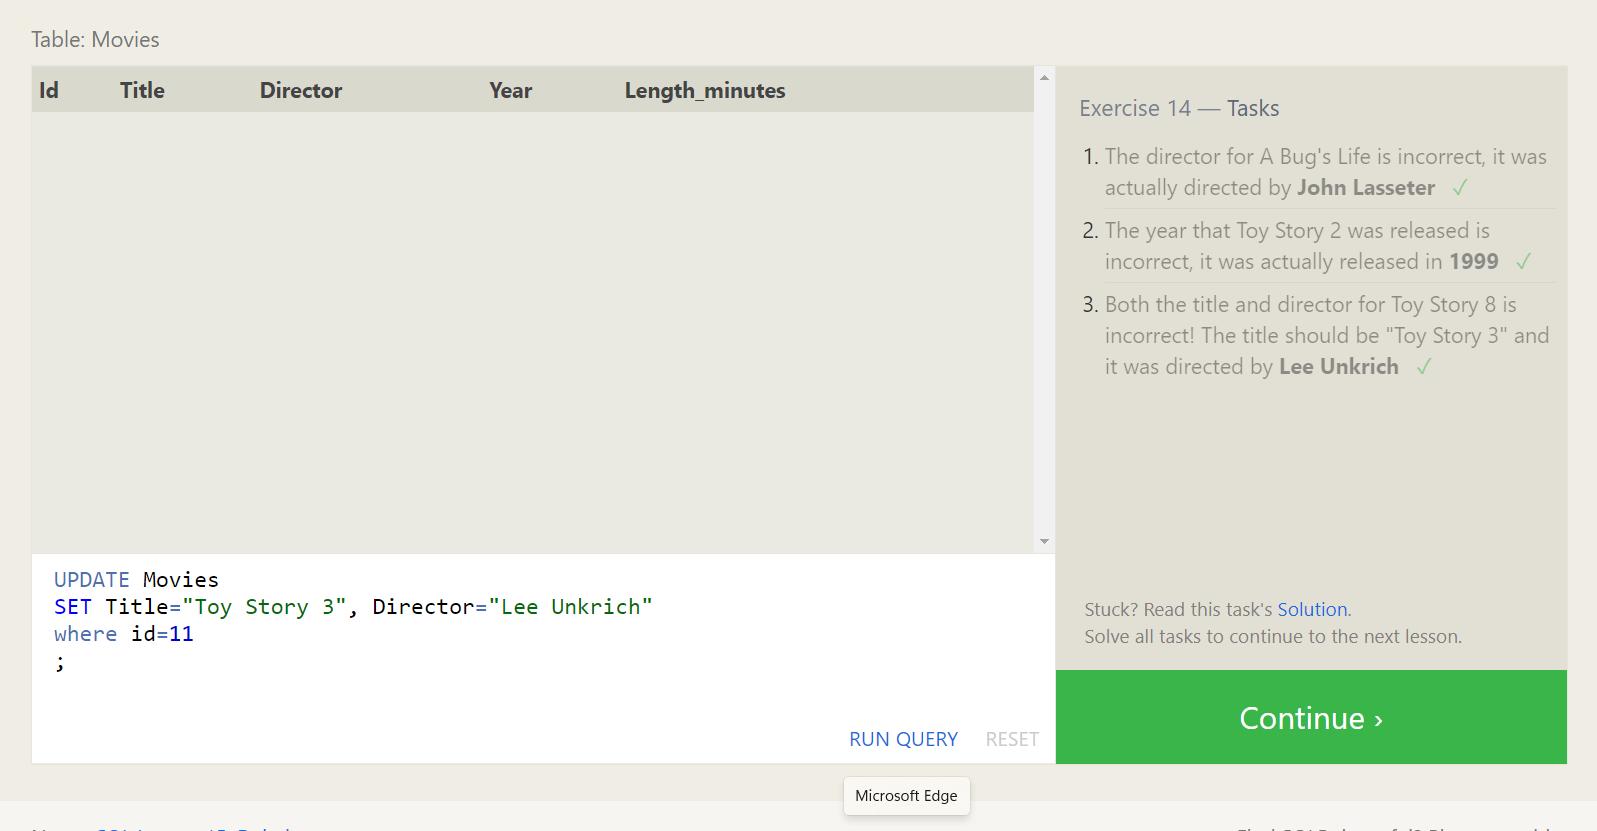 Table: Movies
Id Title Director Year Length_minutes
Exercise 14 — Tasks
1. The director for A Bug's Life is incorrect, it was
actually directed by John Lasseter ✓
2. The year that Toy Story 2 was released is
incorrect, it was actually released in 1999 ✓
3. Both the title and director for Toy Story 8 is
incorrect! The title should be "Toy Story 3" and
it was directed by Lee Unkrich ✓
UPDATE Movies
SET Title="Toy Story 3", Director="Lee Unkrich"
where id=11
;
RUN QUERY RESET
Stuck? Read this task's Solution.
Solve all tasks to continue to the next lesson.
Continue ›
Microsoft Edge